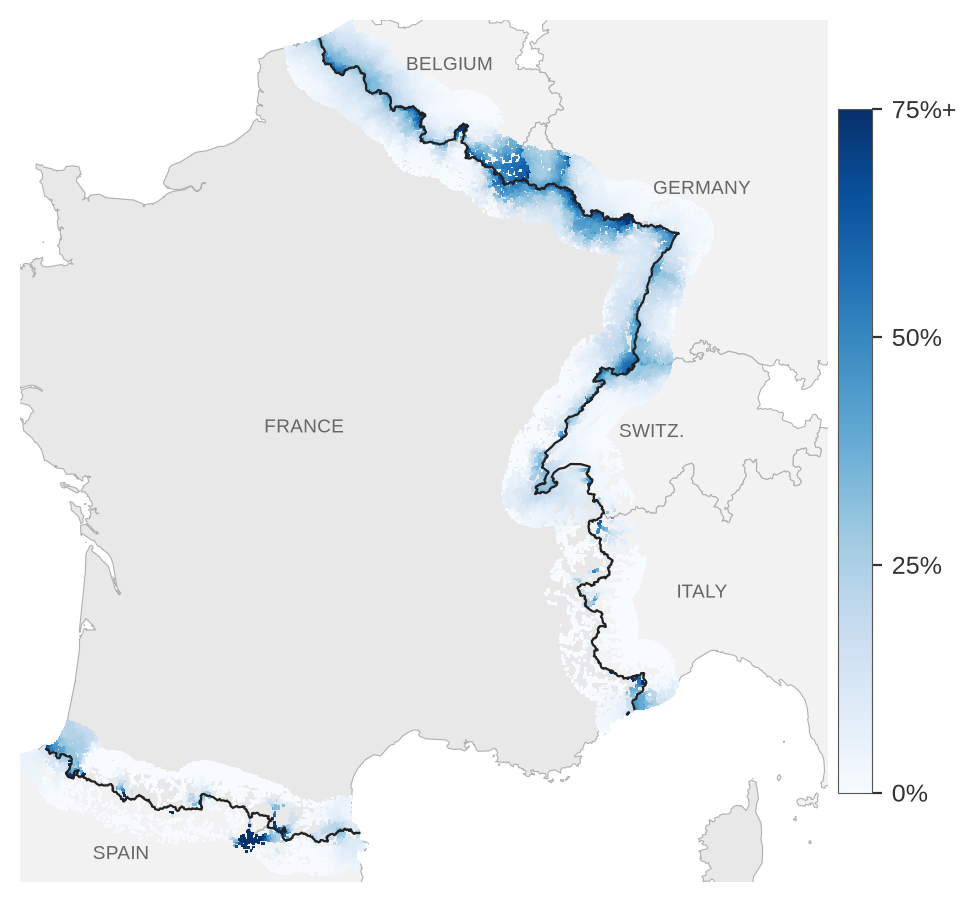 BELGIUM
75%+
GERMANY
50%
FRANCE
SWITZ.
25%
ITALY
0%
SPAIN